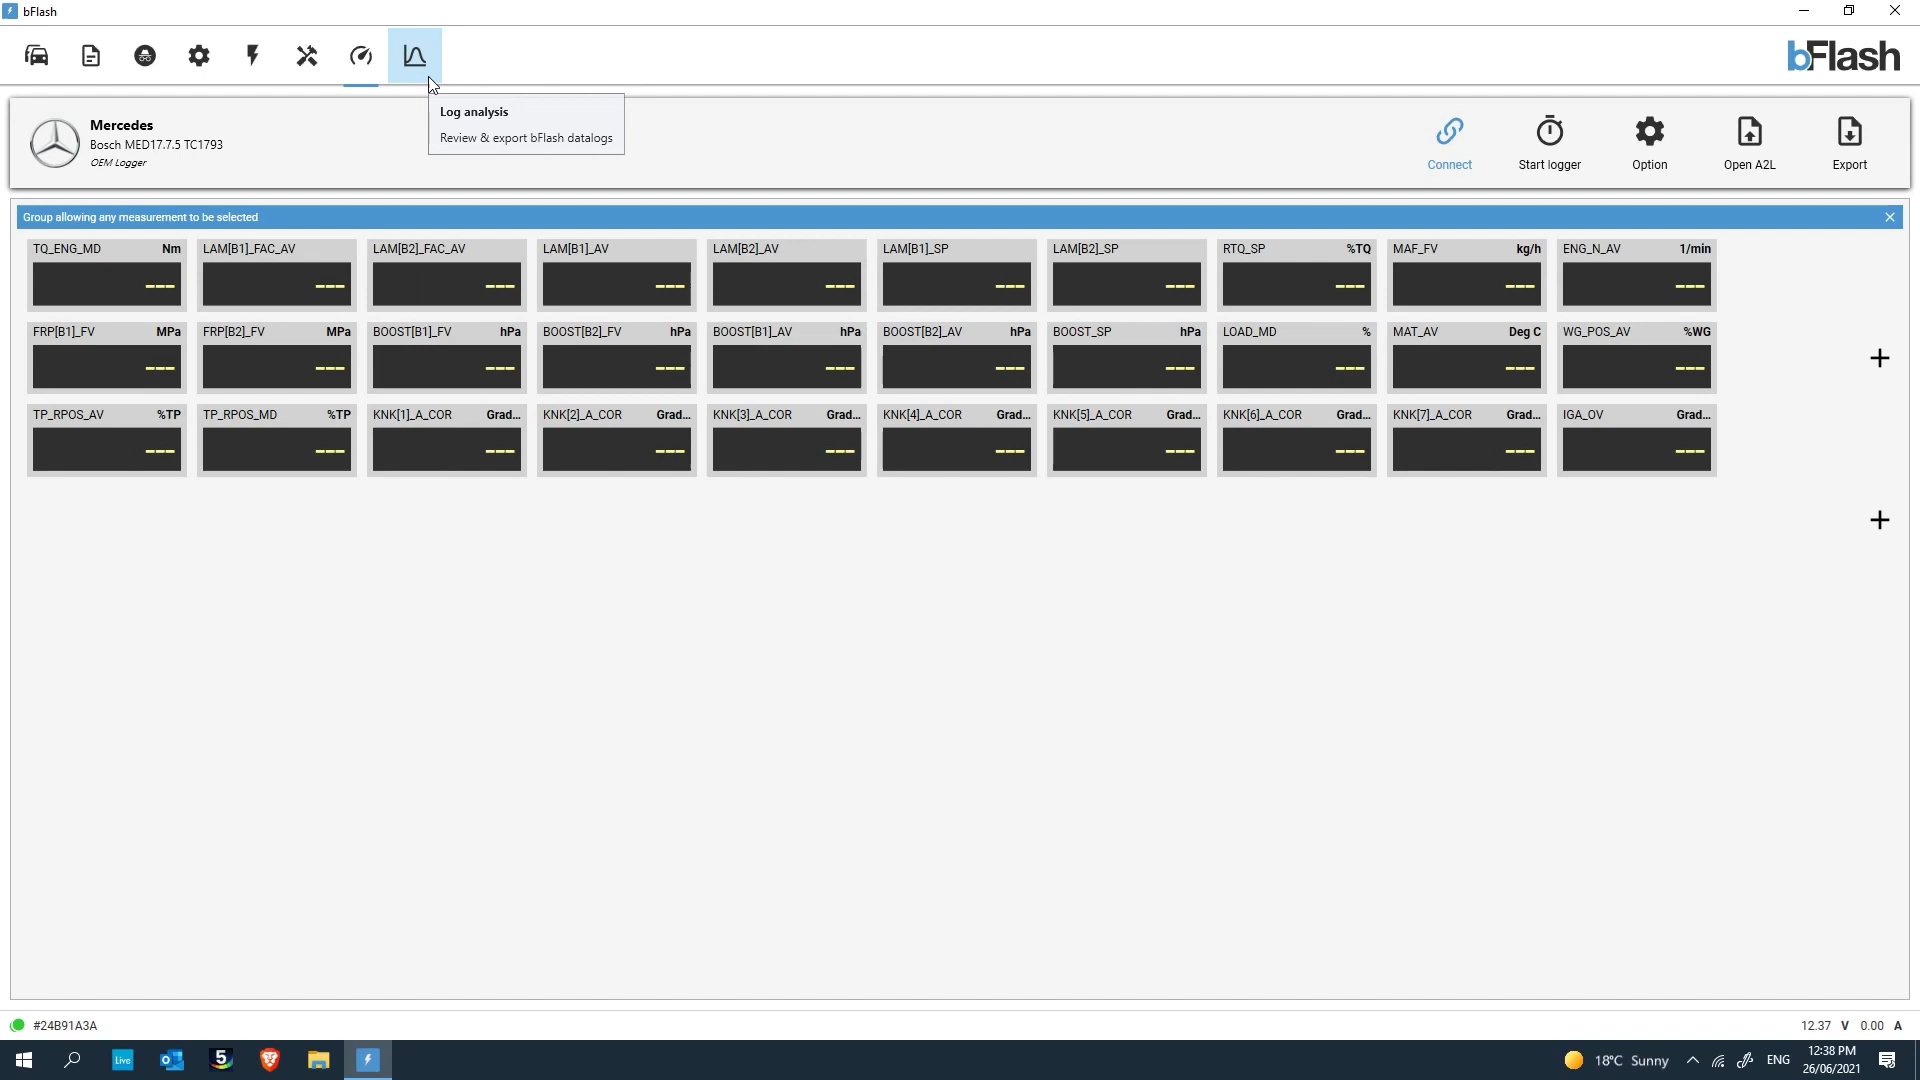 bFlash
bFlash
Log analysis
Review & export bFlash datalogs
Mercedes
Bosch MED17.7.5 TC1793
OEM Logger
Connect
Start logger
Option
Open A2L
Export
Group allowing any measurement to be selected
TQ_ENG_MD Nm LAM[B1]_FAC_AV LAM[B2]_FAC_AV LAM[B1]_AV LAM[B2]_AV LAM[B1]_SP LAM[B2]_SP RTQ_SP %TQ MAF_FV kg/h ENG_N_AV 1/min
--- --- --- --- --- --- --- --- --- ---
FRP[B1]_FV MPa FRP[B2]_FV MPa BOOST[B1]_FV hPa BOOST[B2]_FV hPa BOOST[B1]_AV hPa BOOST[B2]_AV hPa BOOST_SP hPa LOAD_MD % MAT_AV Deg C WG_POS_AV %WG
--- --- --- --- --- --- --- --- --- ---
TP_RPOS_AV %TP TP_RPOS_MD %TP KNK[1]_A_COR Grad... KNK[2]_A_COR Grad... KNK[3]_A_COR Grad... KNK[4]_A_COR Grad... KNK[5]_A_COR Grad... KNK[6]_A_COR Grad... KNK[7]_A_COR Grad... IGA_OV Grad...
--- --- --- --- --- --- --- --- --- ---
#24B91A3A
12.37 V 0.00 A
Live
5
18°C Sunny
ENG
12:38 PM
26/06/2021